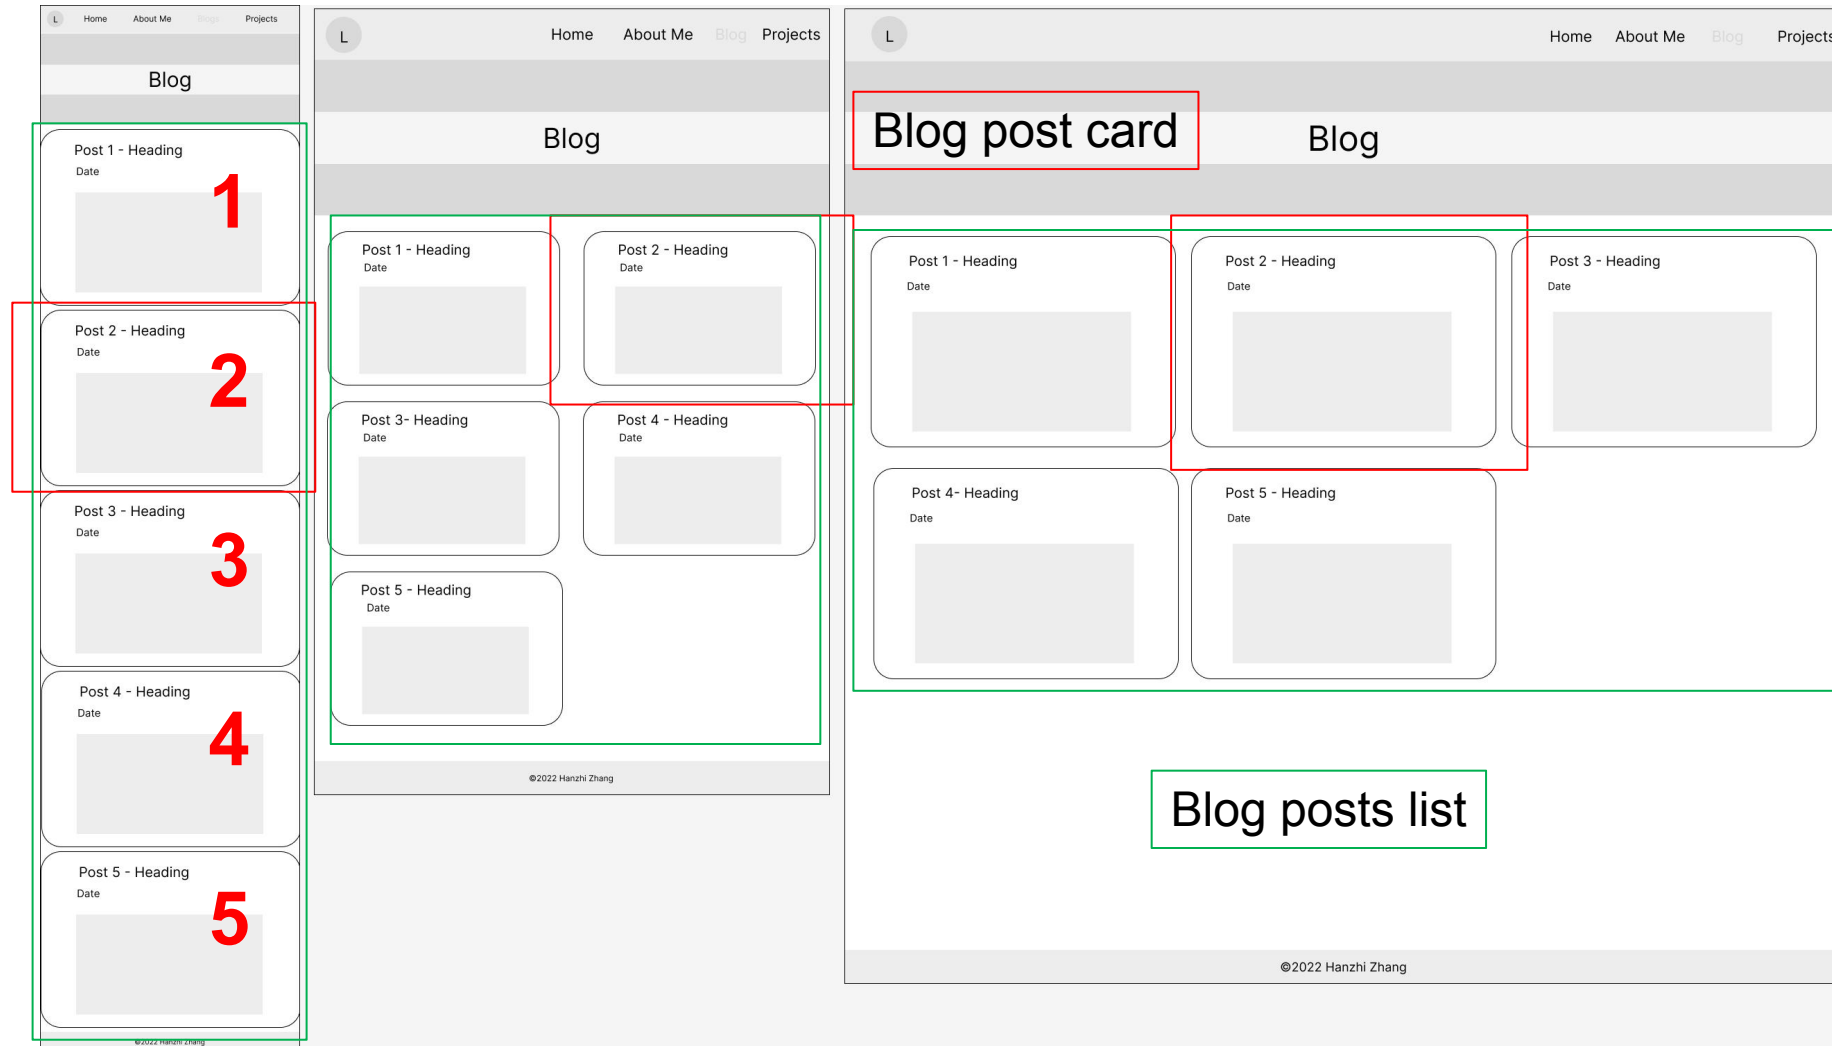 L Home About Me Blogs Projects
Blog
Post 1 - Heading
Date
1
Post 2 - Heading
Date
2
Post 3 - Heading
Date
3
Post 4 - Heading
Date
4
Post 5 - Heading
Date
5
©2022 Hanzhi Zhang
L Home About Me Blog Projects
Blog
Post 1 - Heading
Date
Post 2 - Heading
Date
Post 3- Heading
Date
Post 4 - Heading
Date
Post 5 - Heading
Date
©2022 Hanzhi Zhang
L Home About Me Blog Projects
Blog post card
Blog
Post 1 - Heading
Date
Post 2 - Heading
Date
Post 3 - Heading
Date
Post 4- Heading
Date
Post 5 - Heading
Date
Blog posts list
©2022 Hanzhi Zhang